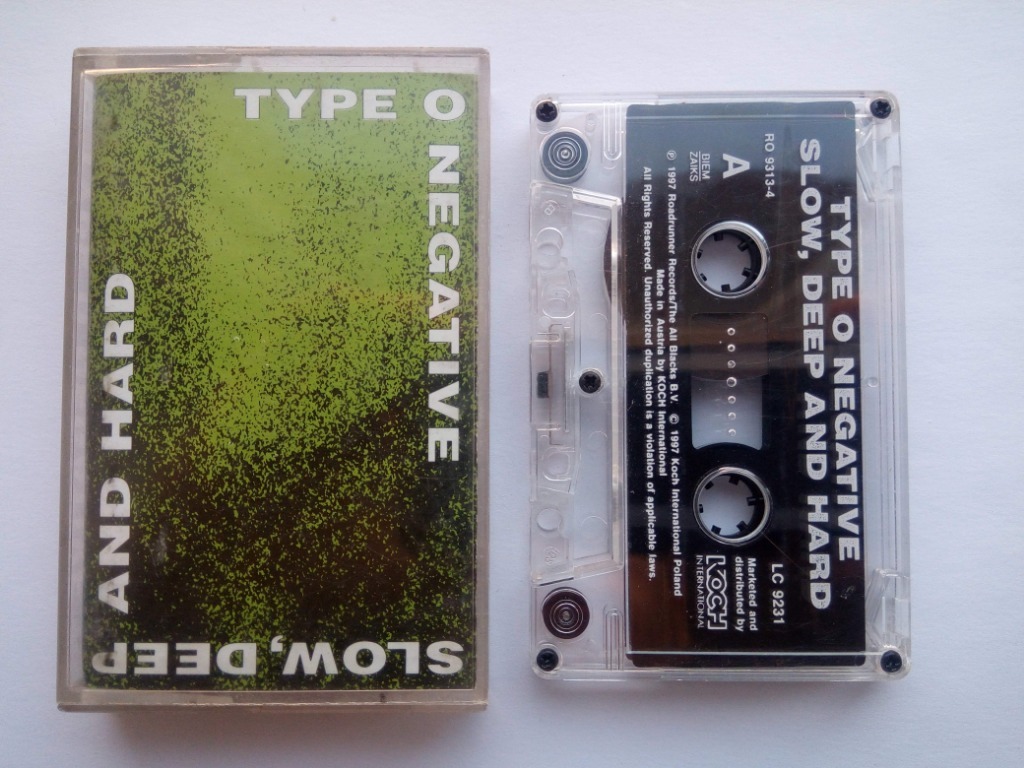 TYPE O
NEGATIVE
SLOW, DEEP
AND HARD
TYPE O NEGATIVE
SLOW, DEEP AND HARD
RO 9313-4
LC 9231
A
BIEM
ZAIKS
Marketed and
distributed by
KOCH
INTERNATIONAL
℗ 1997 Roadrunner Records/The All Blacks B.V. © 1997 Koch International Poland
Made in Austria by KOCH International
All Rights Reserved. Unauthorized duplication is a violation of applicable laws.